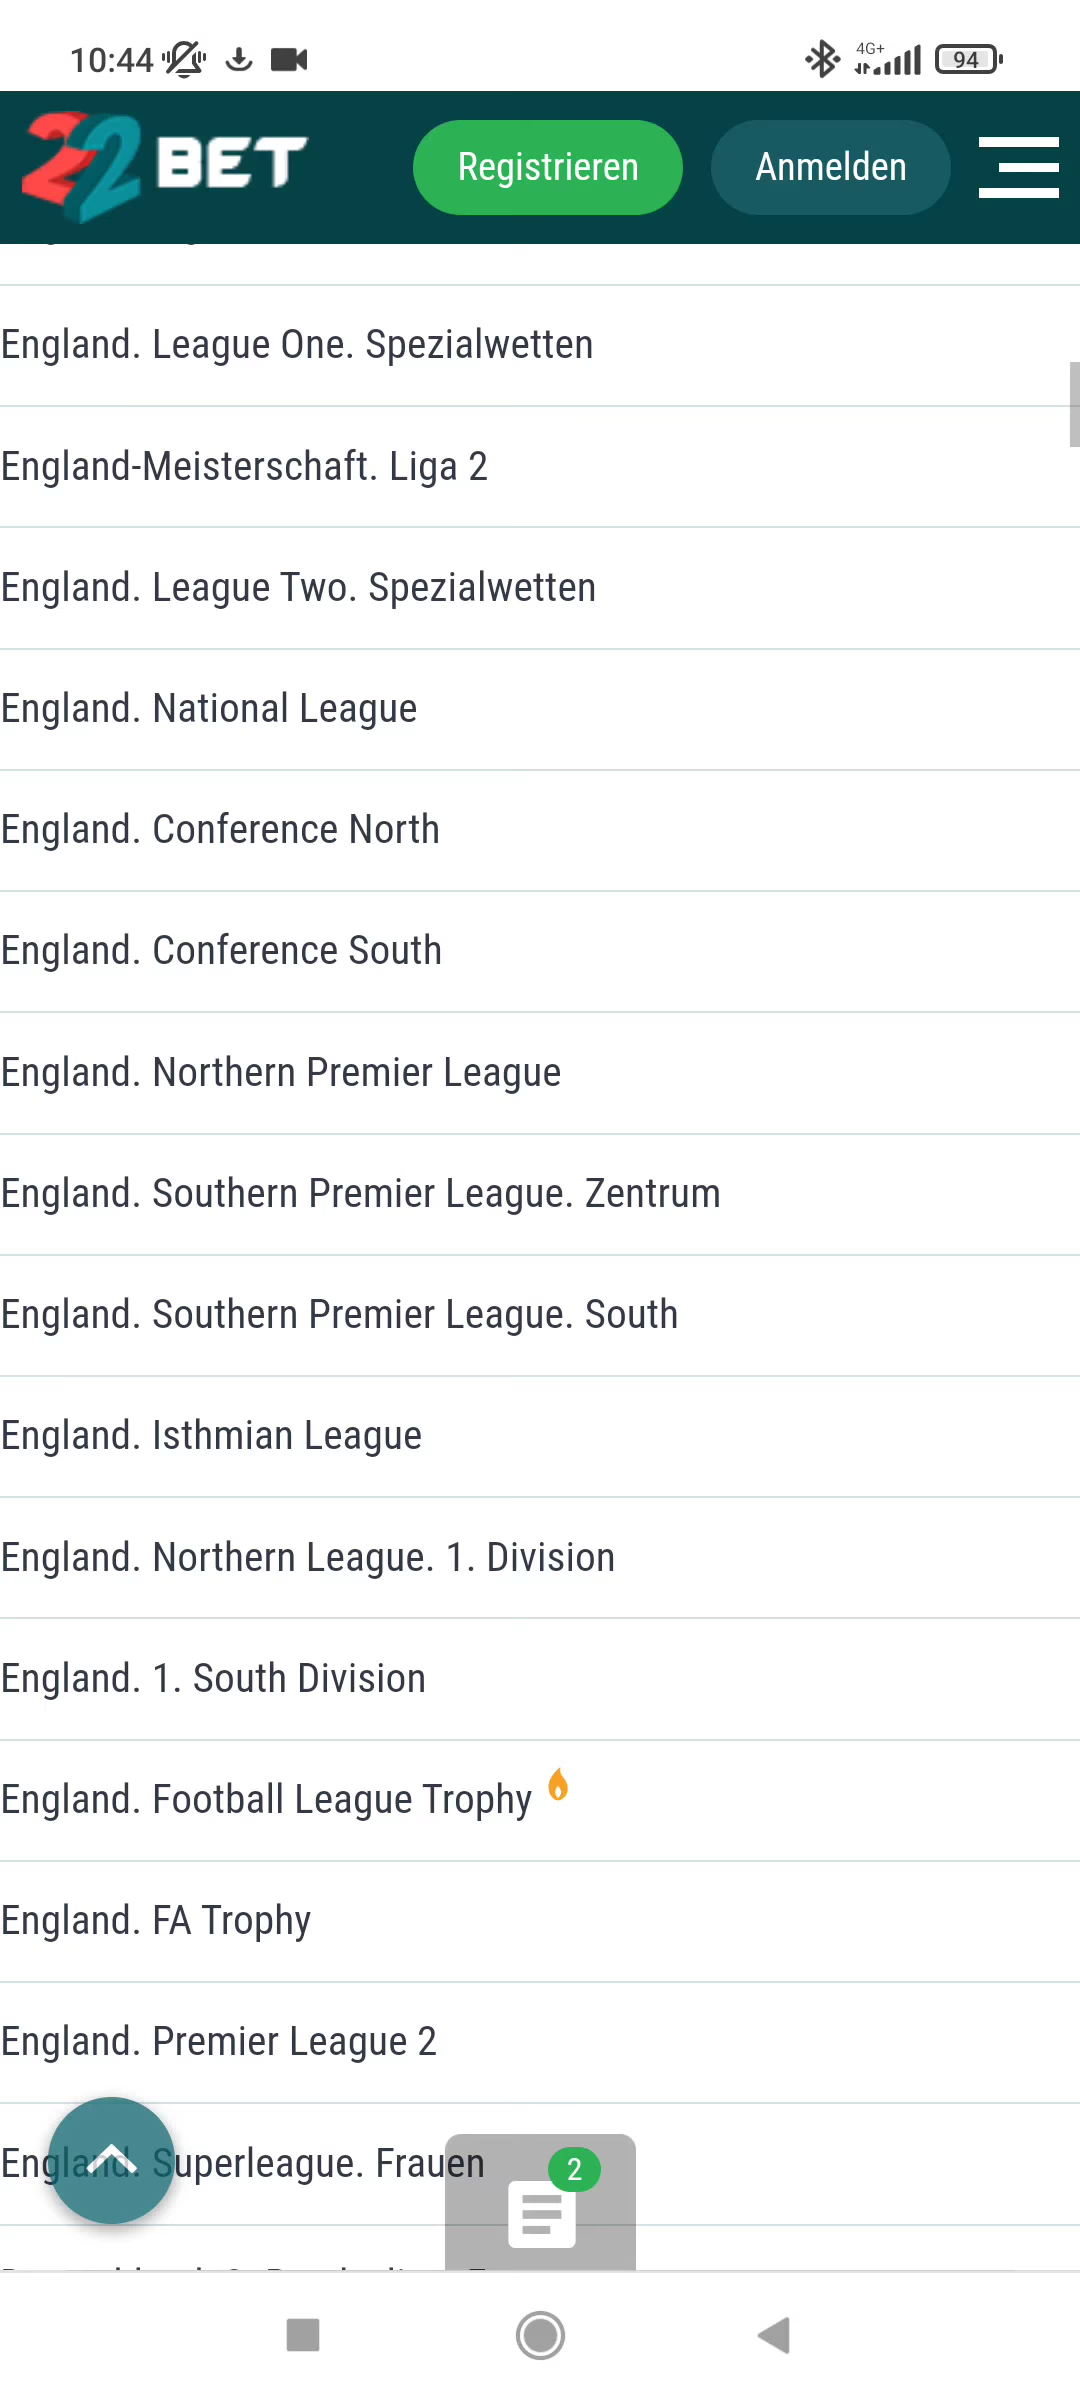 10:44
4G+
94
22 BET
Registrieren
Anmelden
England. League One. Spezialwetten
England-Meisterschaft. Liga 2
England. League Two. Spezialwetten
England. National League
England. Conference North
England. Conference South
England. Northern Premier League
England. Southern Premier League. Zentrum
England. Southern Premier League. South
England. Isthmian League
England. Northern League. 1. Division
England. 1. South Division
England. Football League Trophy
England. FA Trophy
England. Premier League 2
England. Superleague. Frauen
2